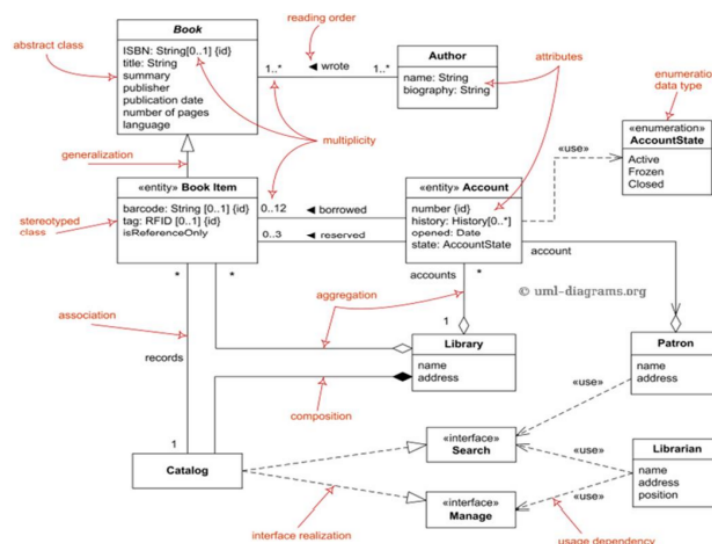 reading order
Book
abstract class
ISBN: String[0..1] {id}
title: String
summary
publisher
publication date
number of pages
language
1..*
◄ wrote
1..*
Author
name: String
biography: String
attributes
enumeration
data type
multiplicity
generalization
«use»
«enumeration»
AccountState
Active
Frozen
Closed
«entity» Book Item
barcode: String [0..1] {id}
tag: RFID [0..1] {id}
isReferenceOnly
stereotyped
class
0..12
◄ borrowed
0..3
◄ reserved
«entity» Account
number {id}
history: History[0..*]
opened: Date
state: AccountState
account
*
*
accounts
*
© uml-diagrams.org
aggregation
association
1
Library
name
address
Patron
name
address
records
composition
«use»
1
Catalog
«interface»
Search
«use»
Librarian
name
address
position
«interface»
Manage
«use»
interface realization
usage dependency